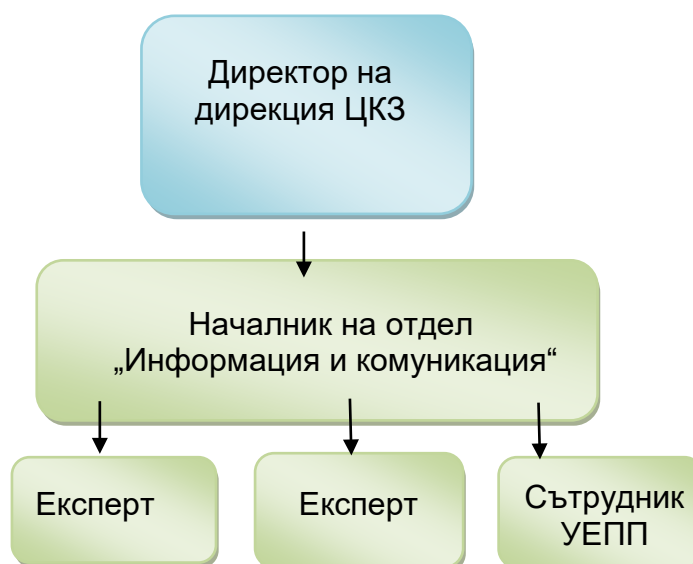 Директор на
дирекция ЦКЗ
Началник на отдел
„Информация и комуникация“
Експерт
Експерт
Сътрудник
УЕПП